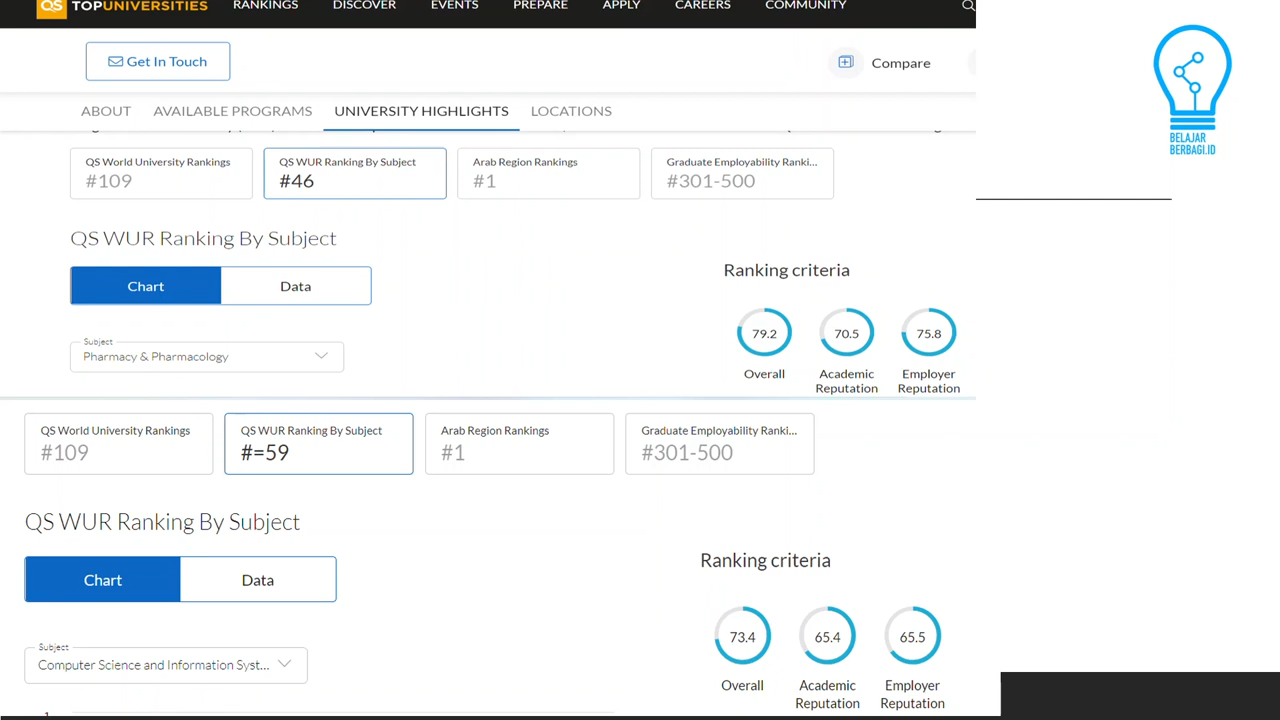 QS TOPUNIVERSITIES RANKINGS DISCOVER EVENTS PREPARE APPLY CAREERS COMMUNITY
Get In Touch
Compare
ABOUT AVAILABLE PROGRAMS UNIVERSITY HIGHLIGHTS LOCATIONS
QS World University Rankings
#109
QS WUR Ranking By Subject
#46
Arab Region Rankings
#1
Graduate Employability Ranki...
#301-500
QS WUR Ranking By Subject
Chart Data
Subject
Pharmacy & Pharmacology
Ranking criteria
79.2 70.5 75.8
Overall
Academic Reputation
Employer Reputation
QS World University Rankings
#109
QS WUR Ranking By Subject
#=59
Arab Region Rankings
#1
Graduate Employability Ranki...
#301-500
QS WUR Ranking By Subject
Chart Data
Subject
Computer Science and Information Syst...
Ranking criteria
73.4 65.4 65.5
Overall
Academic Reputation
Employer Reputation
BELAJAR
BERBAGI.ID